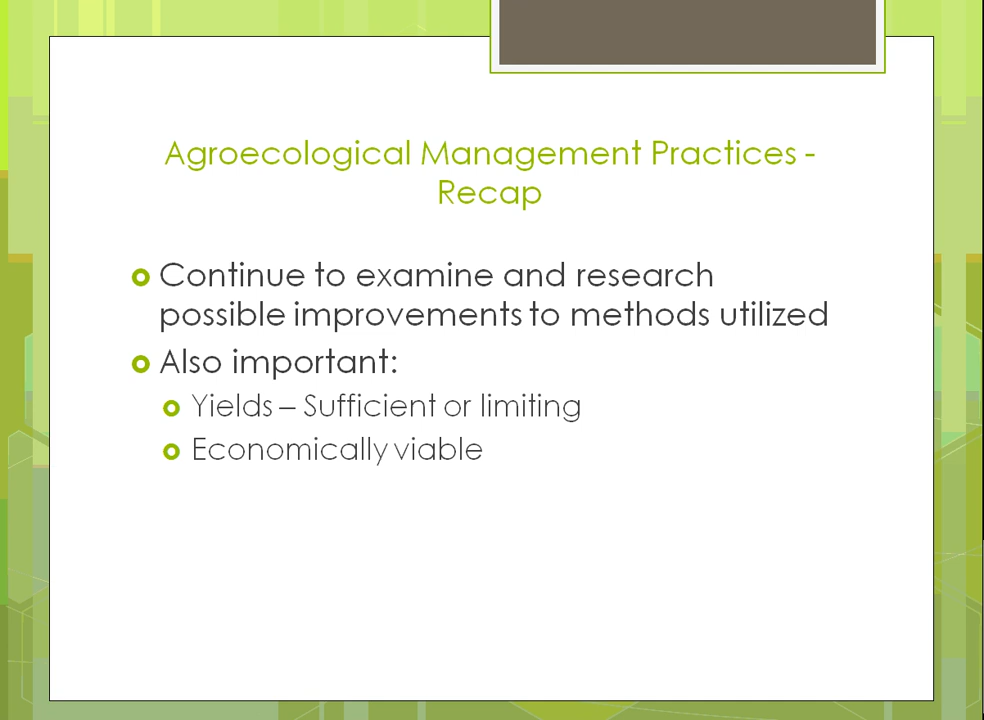 Agroecological Management Practices -
Recap
Continue to examine and research
possible improvements to methods utilized
Also important:
Yields – Sufficient or limiting
Economically viable